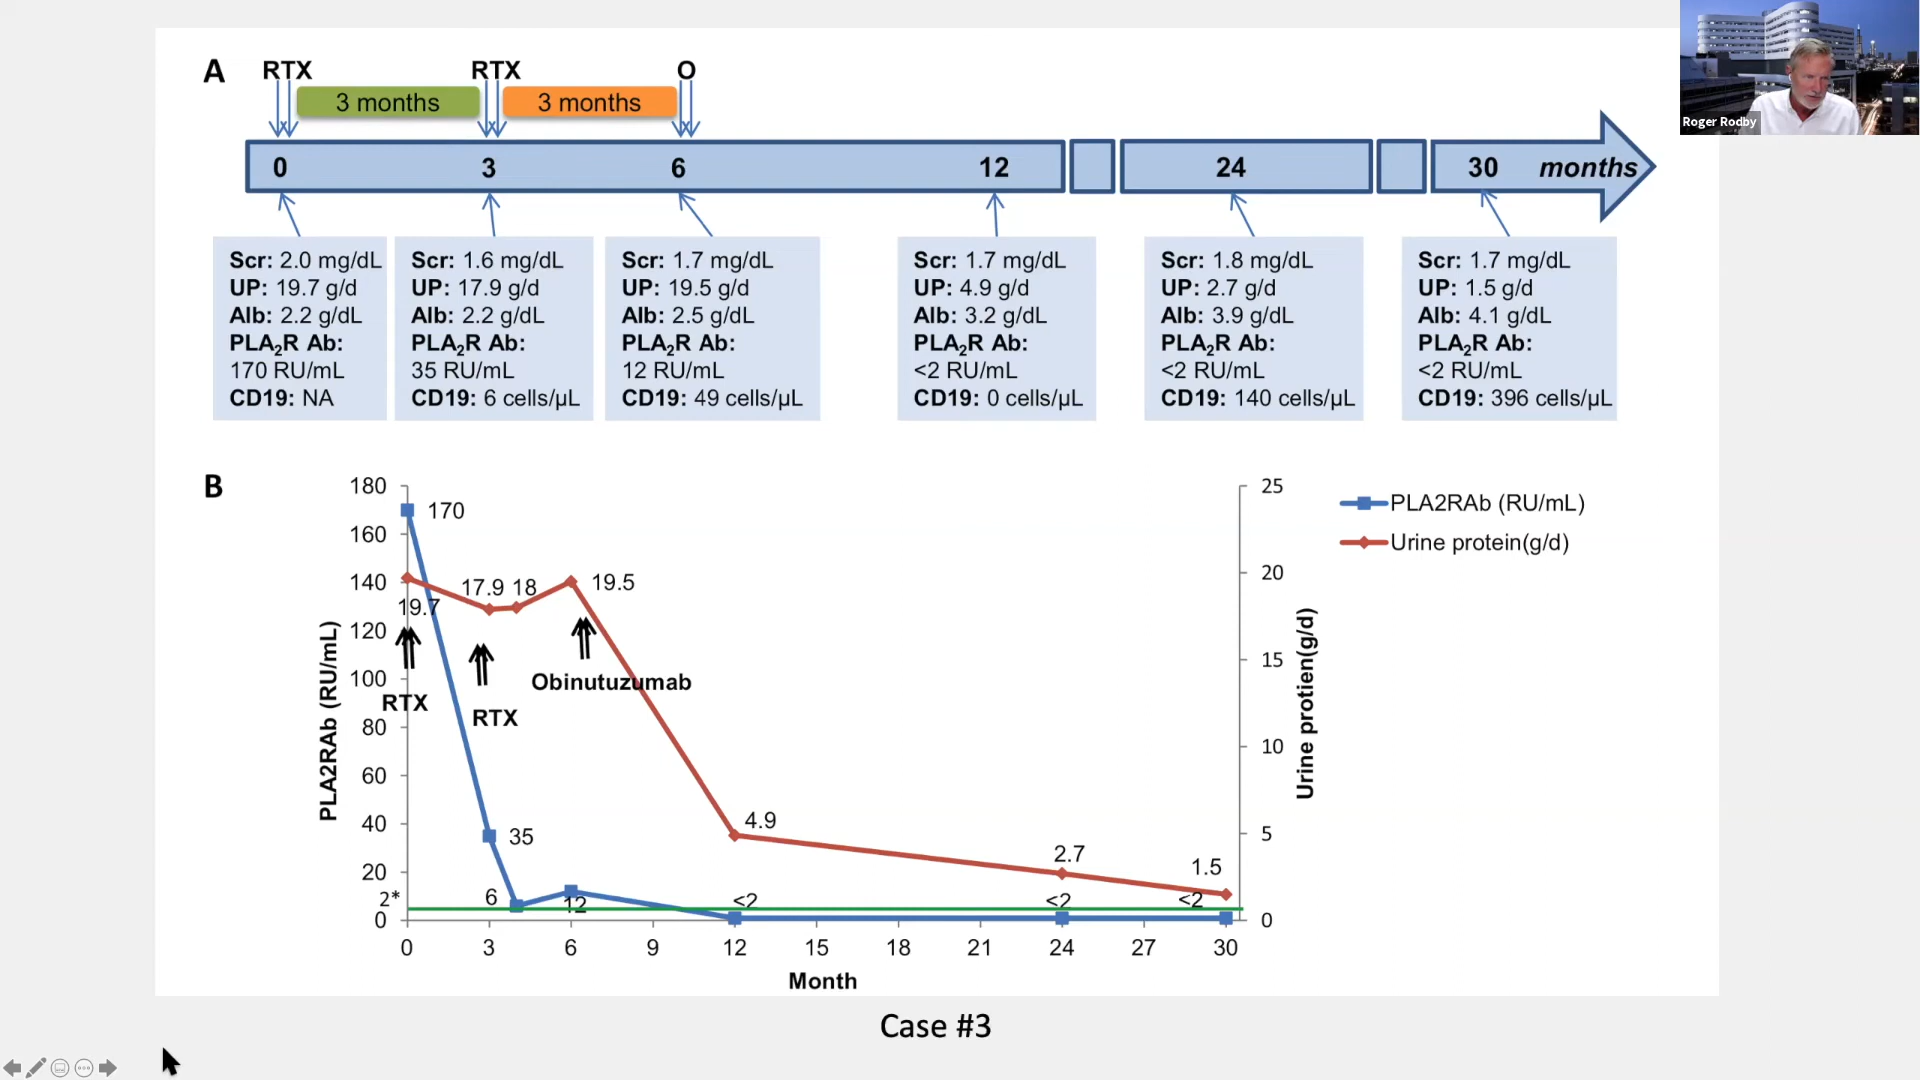 A
RTX RTX O
3 months 3 months
0 3 6 12 24 30 months
Scr: 2.0 mg/dL
UP: 19.7 g/d
Alb: 2.2 g/dL
PLA2R Ab:
170 RU/mL
CD19: NA
Scr: 1.6 mg/dL
UP: 17.9 g/d
Alb: 2.2 g/dL
PLA2R Ab:
35 RU/mL
CD19: 6 cells/µL
Scr: 1.7 mg/dL
UP: 19.5 g/d
Alb: 2.5 g/dL
PLA2R Ab:
12 RU/mL
CD19: 49 cells/µL
Scr: 1.7 mg/dL
UP: 4.9 g/d
Alb: 3.2 g/dL
PLA2R Ab:
<2 RU/mL
CD19: 0 cells/µL
Scr: 1.8 mg/dL
UP: 2.7 g/d
Alb: 3.9 g/dL
PLA2R Ab:
<2 RU/mL
CD19: 140 cells/µL
Scr: 1.7 mg/dL
UP: 1.5 g/d
Alb: 4.1 g/dL
PLA2R Ab:
<2 RU/mL
CD19: 396 cells/µL
Roger Rodby
B
PLA2RAb (RU/mL)
180
160
140
120
100
80
60
40
20
2*
0
170
19.7
17.9 18
19.5
RTX
RTX
Obinutuzumab
35
6
12
4.9
<2
2.7
<2
1.5
<2
25
20
15
10
5
0
Urine protien(g/d)
PLA2RAb (RU/mL)
Urine protein(g/d)
0 3 6 9 12 15 18 21 24 27 30
Month
Case #3